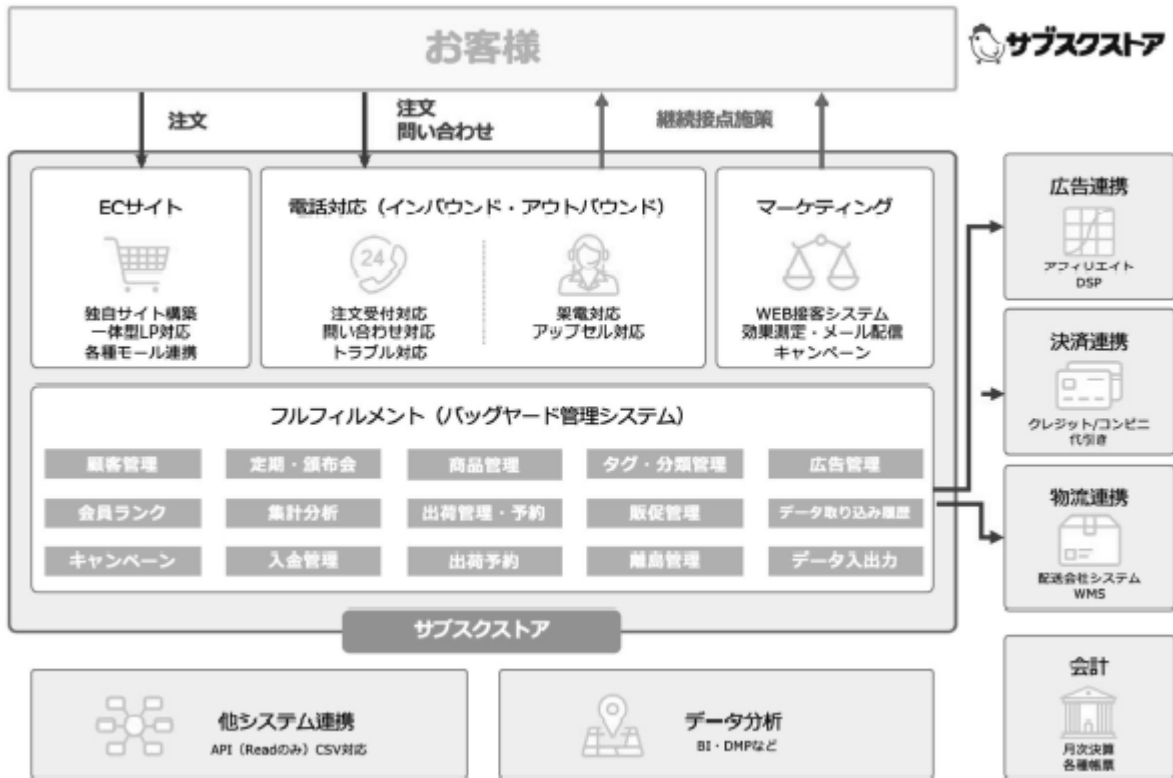 お客様
サブスクストア
注文
注文
問い合わせ
継続接点施策
ECサイト
独自サイト構築
一体型LP対応
各種モール連携
電話対応（インバウンド・アウトバウンド）
24
注文受付対応
問い合わせ対応
トラブル対応
架電対応
アップセル対応
マーケティング
WEB接客システム
効果測定・メール配信
キャンペーン
フルフィルメント（バッグヤード管理システム）
顧客管理
定期・頒布会
商品管理
タグ・分類管理
広告管理
会員ランク
集計分析
出荷管理・予約
販促管理
データ取り込み履歴
キャンペーン
入金管理
出荷予約
離島管理
データ入出力
サブスクストア
広告連携
アフィリエイト
DSP
決済連携
クレジット/コンビニ
代引き
物流連携
配送会社システム
WMS
会計
月次決算
各種帳票
他システム連携
API（Readのみ）CSV対応
データ分析
BI・DMPなど